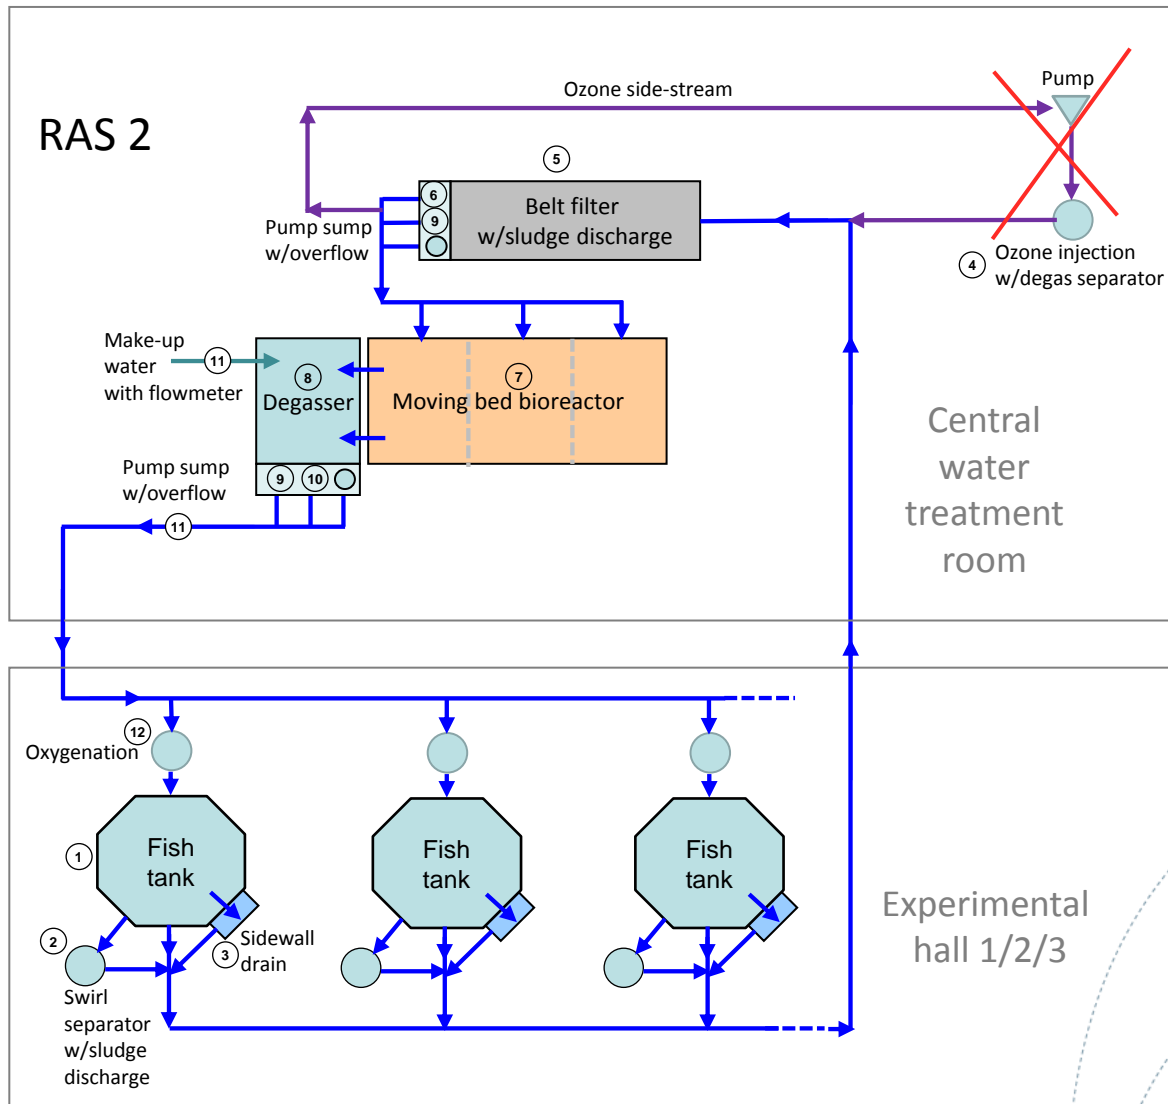 Ozone side-stream
Pump
RAS 2
5
6
9
Belt filter
w/sludge discharge
Pump sump
w/overflow
4
Ozone injection
w/degas separator
Make-up
water
with flowmeter
11
8
Degasser
7
Moving bed bioreactor
Central
water
treatment
room
Pump sump
w/overflow
9
10
11
12
Oxygenation
1
Fish
tank
Fish
tank
Fish
tank
2
3
Sidewall
drain
Swirl
separator
w/sludge
discharge
Experimental
hall 1/2/3